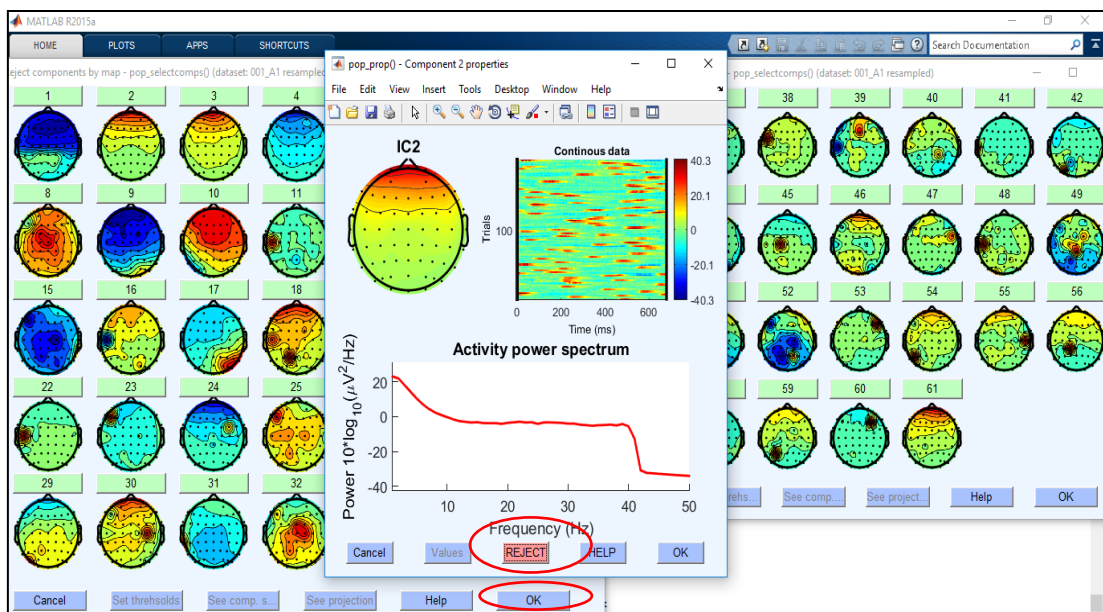 MATLAB R2015a
HOME PLOTS APPS SHORTCUTS
Search Documentation
eject components by map - pop_selectcomps() (dataset: 001_A1 resampled
1 2 3 4
8 9 10 11
15 16 17 18
22 23 24 25
29 30 31 32
Cancel Set threhsolds See comp. s... See projection Help OK
pop_prop() - Component 2 properties
File Edit View Insert Tools Desktop Window Help
IC2
Continous data
Trials
100
0 200 400 600
Time (ms)
40.3
20.1
0
-20.1
-40.3
Activity power spectrum
Power 10*log10(μV2/Hz)
20
0
-20
-40
10 20 30 40 50
Frequency (Hz)
Cancel Values REJECT HELP OK
- pop_selectcomps() (dataset: 001_A1 resampled)
38 39 40 41 42
45 46 47 48 49
52 53 54 55 56
59 60 61
rehs... See comp.... See project... Help OK